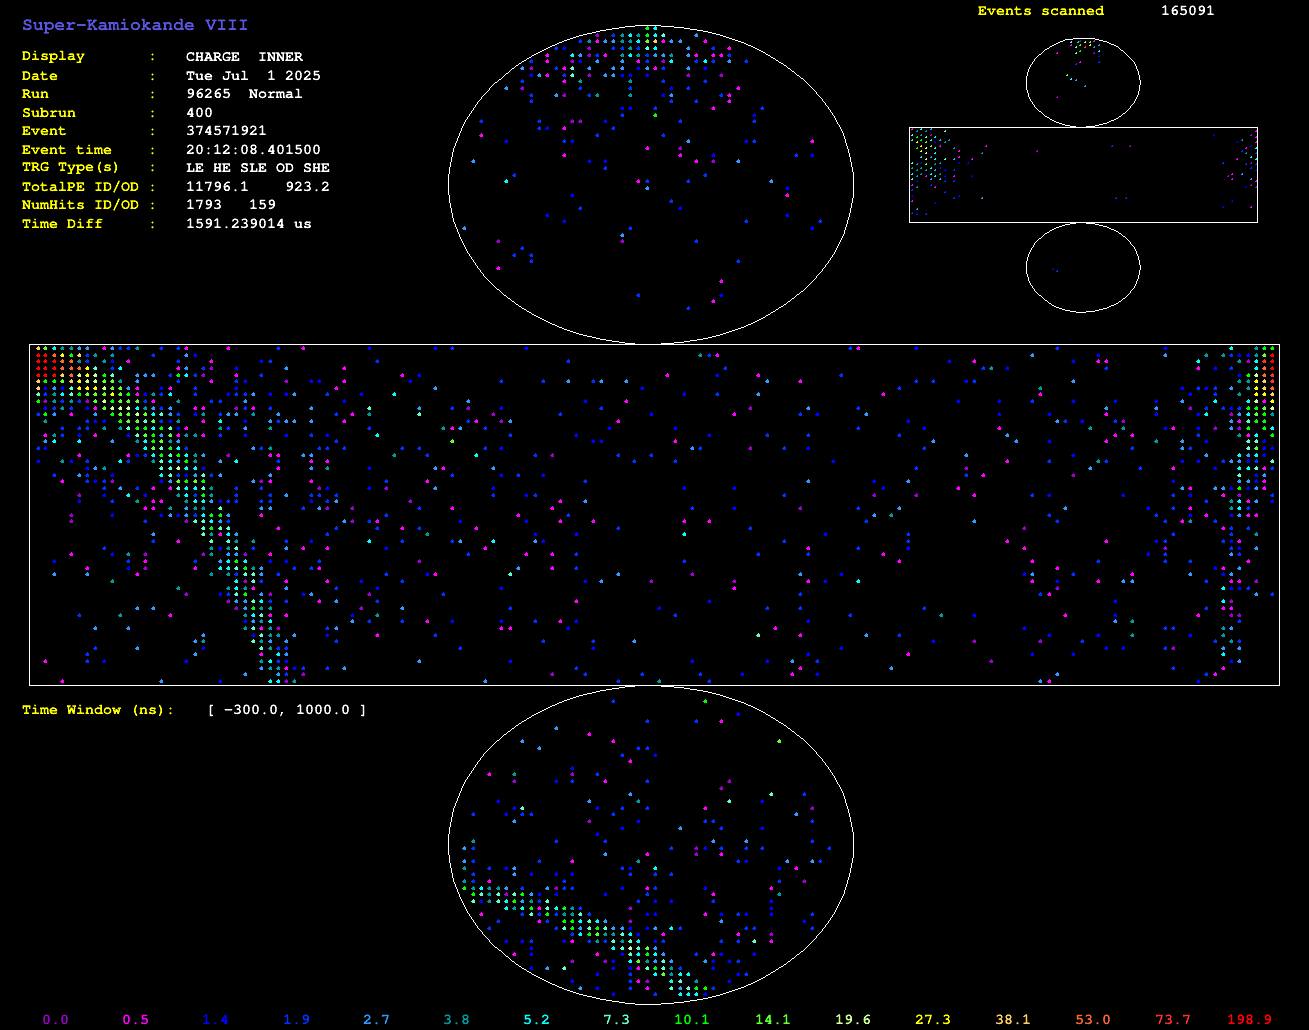 Super-Kamiokande VIII
Events scanned 165091
Display : CHARGE INNER
Date : Tue Jul 1 2025
Run : 96265 Normal
Subrun : 400
Event : 374571921
Event time : 20:12:08.401500
TRG Type(s) : LE HE SLE OD SHE
TotalPE ID/OD : 11796.1 923.2
NumHits ID/OD : 1793 159
Time Diff : 1591.239014 us
Time Window (ns): [ -300.0, 1000.0 ]
0.0 0.5 1.4 1.9 2.7 3.8 5.2 7.3 10.1 14.1 19.6 27.3 38.1 53.0 73.7 198.9